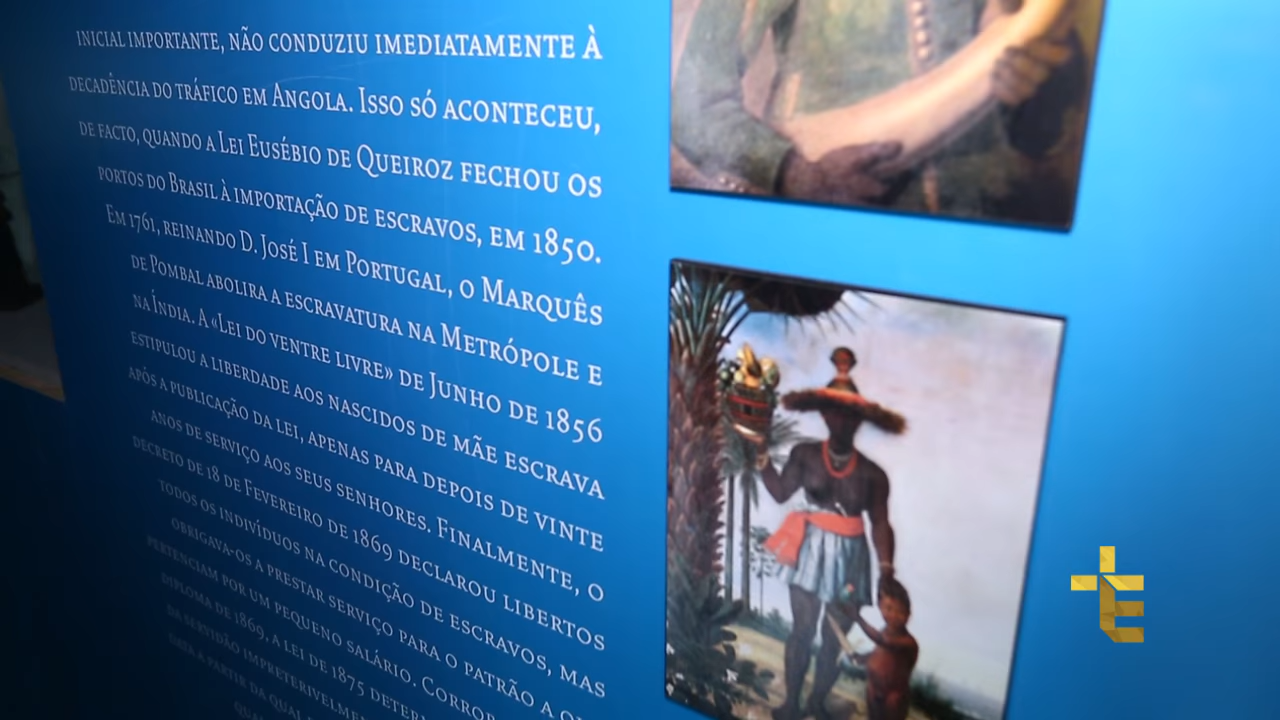 INICIAL IMPORTANTE, NÃO CONDUZIU IMEDIATAMENTE À
DECADÊNCIA DO TRÁFICO EM ANGOLA. ISSO SÓ ACONTECEU,
DE FACTO, QUANDO A LEI EUSÉBIO DE QUEIROZ FECHOU OS
PORTOS DO BRASIL À IMPORTAÇÃO DE ESCRAVOS, EM 1850.
EM 1761, REINANDO D. JOSÉ I EM PORTUGAL, O MARQUÊS
DE POMBAL ABOLIRA A ESCRAVATURA NA METRÓPOLE E
NA ÍNDIA. A «LEI DO VENTRE LIVRE» DE JUNHO DE 1856
ESTIPULOU A LIBERDADE AOS NASCIDOS DE MÃE ESCRAVA
APÓS A PUBLICAÇÃO DA LEI, APENAS PARA DEPOIS DE VINTE
ANOS DE SERVIÇO AOS SEUS SENHORES. FINALMENTE, O
DECRETO DE 18 DE FEVEREIRO DE 1869 DECLAROU LIBERTOS
TODOS OS INDIVÍDUOS NA CONDIÇÃO DE ESCRAVOS, MAS
OBRIGAVA-OS A PRESTAR SERVIÇO PARA O PATRÃO A
PERTENCIAM POR UM PEQUENO SALÁRIO.
DIPLOMA DE 1869, A LEI DE 1875
DA SERVIDÃO
A PARTIR DA QUAL